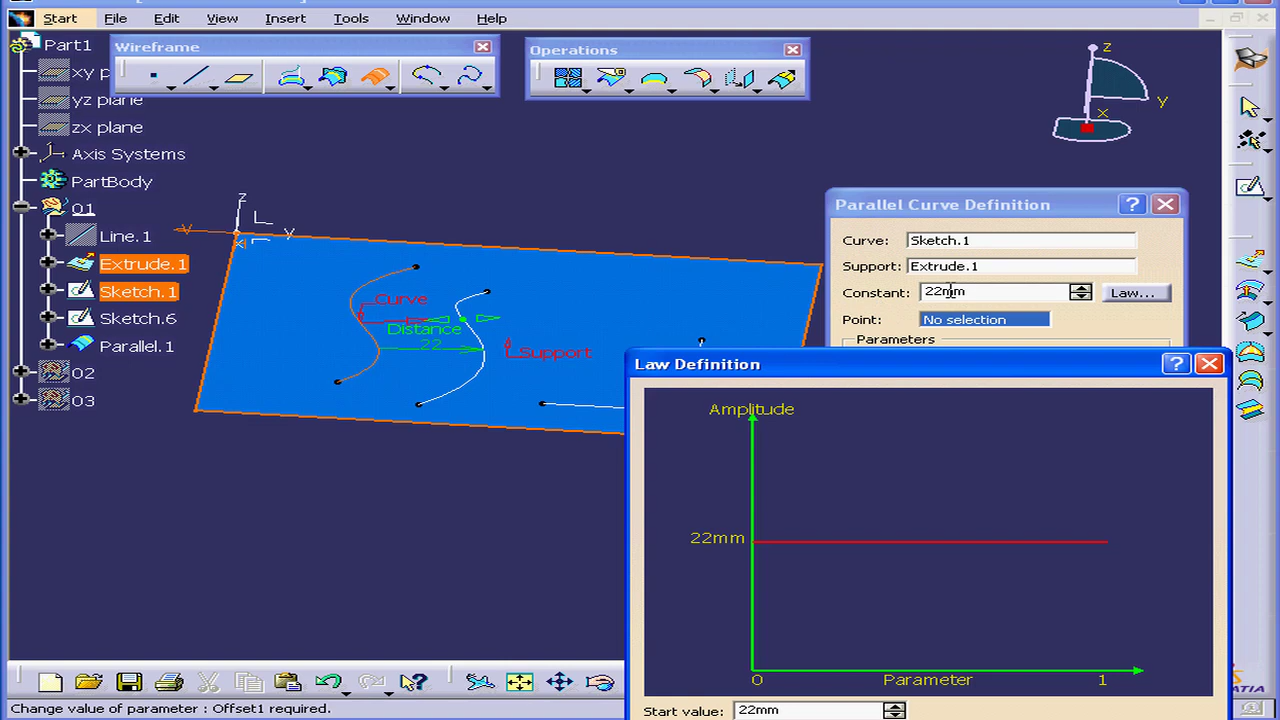 Start File Edit View Insert Tools Window Help
Part1
Wireframe
Operations
xy p
yz plane
zx plane
Axis Systems
PartBody
01
Line.1
Extrude.1
Sketch.1
Sketch.6
Parallel.1
02
03
z
y
x
z
y
x
Curve
Distance
22
Support
Parallel Curve Definition
Curve: Sketch.1
Support: Extrude.1
Constant: 22mm Law...
Point: No selection
Parameters
Law Definition
Amplitude
22mm
0 Parameter 1
Start value: 22mm
Change value of parameter : Offset1 required.